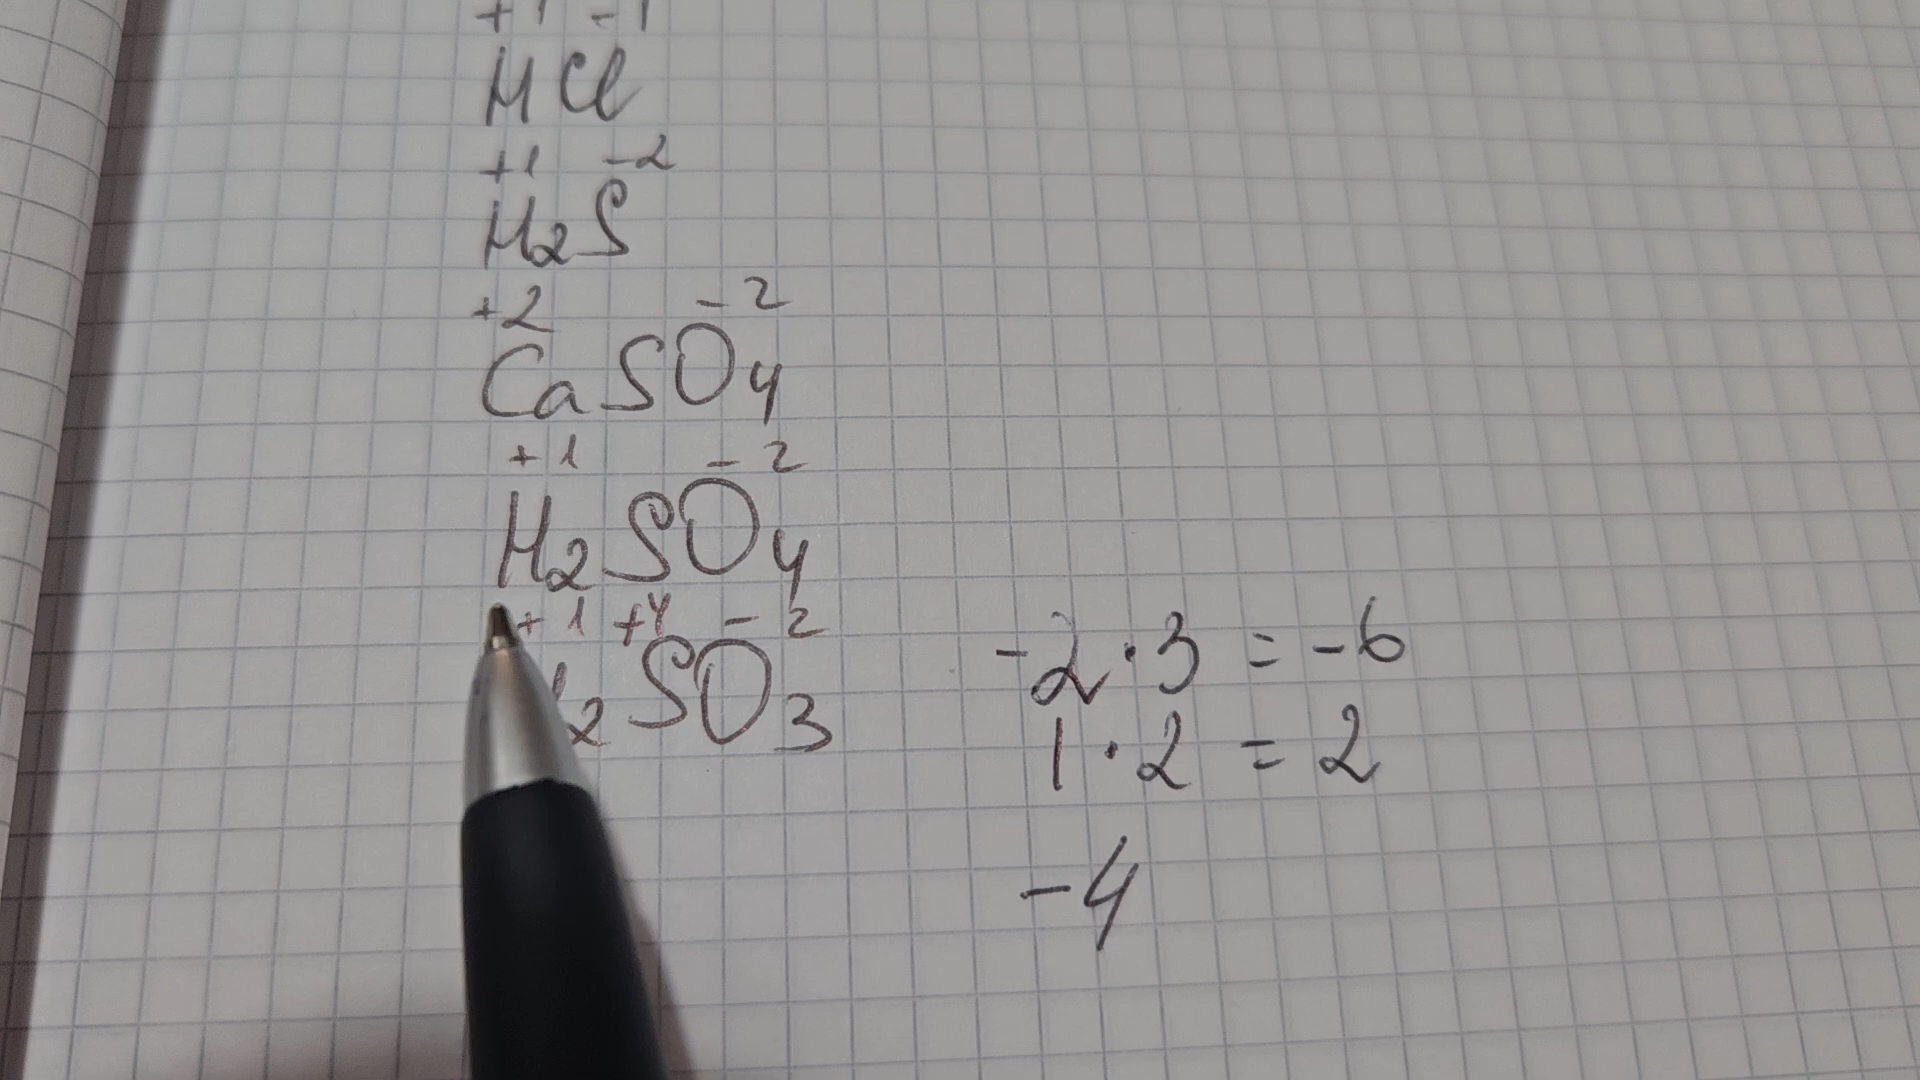 +1 -1
HCl
+1 -2
H2S
+2 -2
CaSO4
+1 -2
H2SO4
+1 +4 -2
2SO3
-2·3 = -6
1·2 = 2
-4